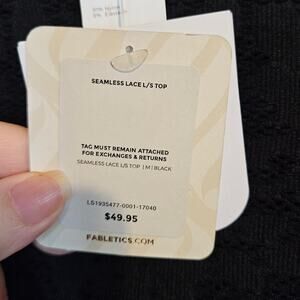 SEAMLESS LACE L/S TOP
TAG MUST REMAIN ATTACHED
FOR EXCHANGES & RETURNS
SEAMLESS LACE L/S TOP | M | BLACK
LS1935477-0001-17040
$49.95
FABLETICS.COM